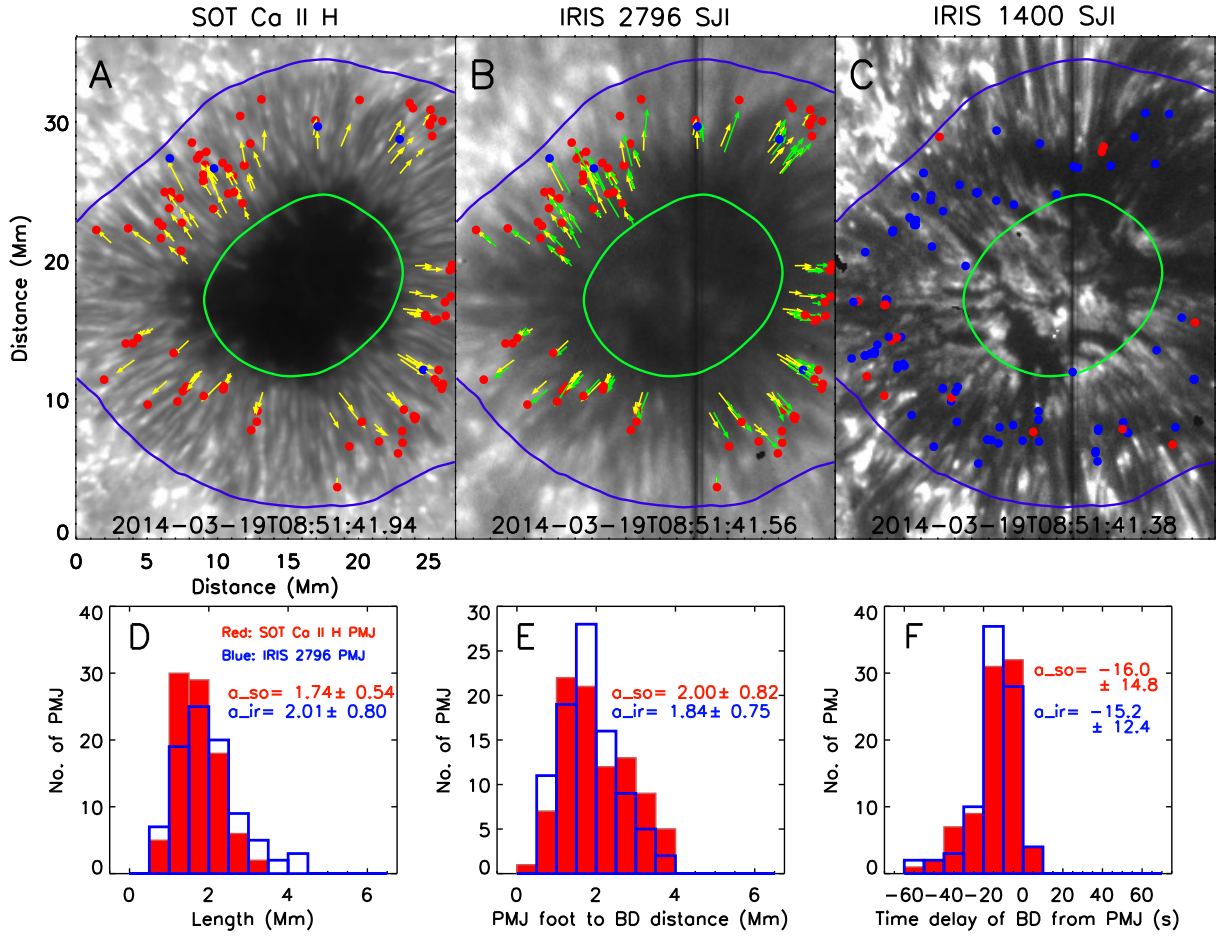 SOT Ca II H
IRIS 2796 SJI
IRIS 1400 SJI
A
B
C
30
20
10
0
Distance (Mm)
2014-03-19T08:51:41.94
2014-03-19T08:51:41.56
2014-03-19T08:51:41.38
0 5 10 15 20 25
Distance (Mm)
D
Red: SOT Ca II H PMJ
Blue: IRIS 2796 PMJ
a_so= 1.74± 0.54
a_ir= 2.01± 0.80
40
30
20
10
0
No. of PMJ
0 2 4 6
Length (Mm)
E
a_so= 2.00± 0.82
a_ir= 1.84± 0.75
30
25
20
15
10
5
0
No. of PMJ
0 2 4 6
PMJ foot to BD distance (Mm)
F
a_so= -16.0
± 14.8
a_ir= -15.2
± 12.4
40
30
20
10
0
No. of PMJ
-60 -40 -20 0 20 40 60
Time delay of BD from PMJ (s)